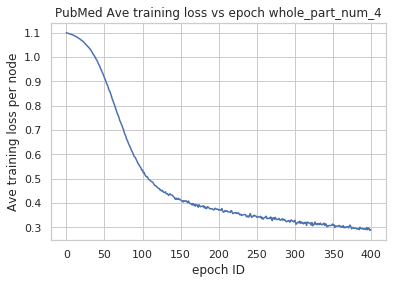 PubMed Ave training loss vs epoch whole_part_num_4
1.1
1.0
0.9
0.8
0.7
0.6
0.5
0.4
0.3
Ave training loss per node
0 50 100 150 200 250 300 350 400
epoch ID